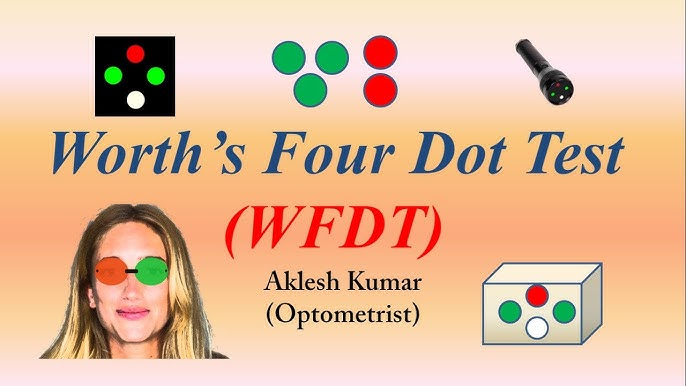 Worth’s Four Dot Test
(WFDT)
Aklesh Kumar
(Optometrist)